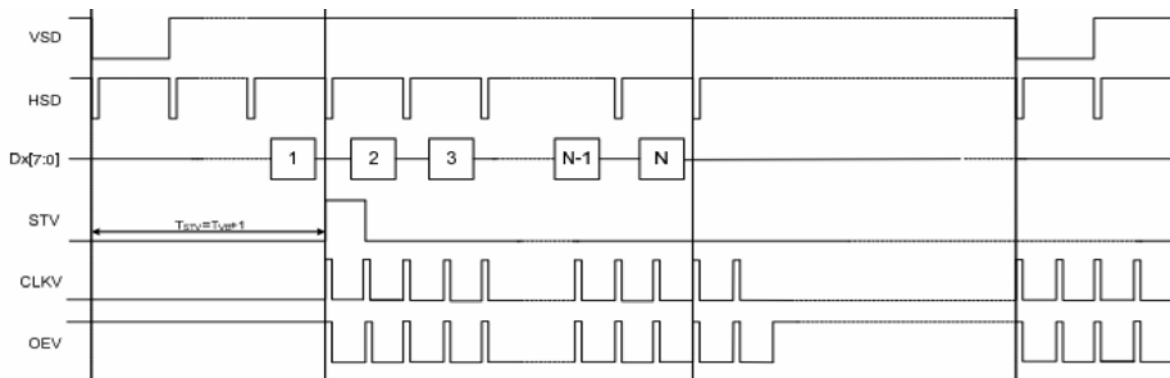 VSD
HSD
Dx[7:0]
1
2
3
N-1
N
STV
TSTV=TVB+1
CLKV
OEV